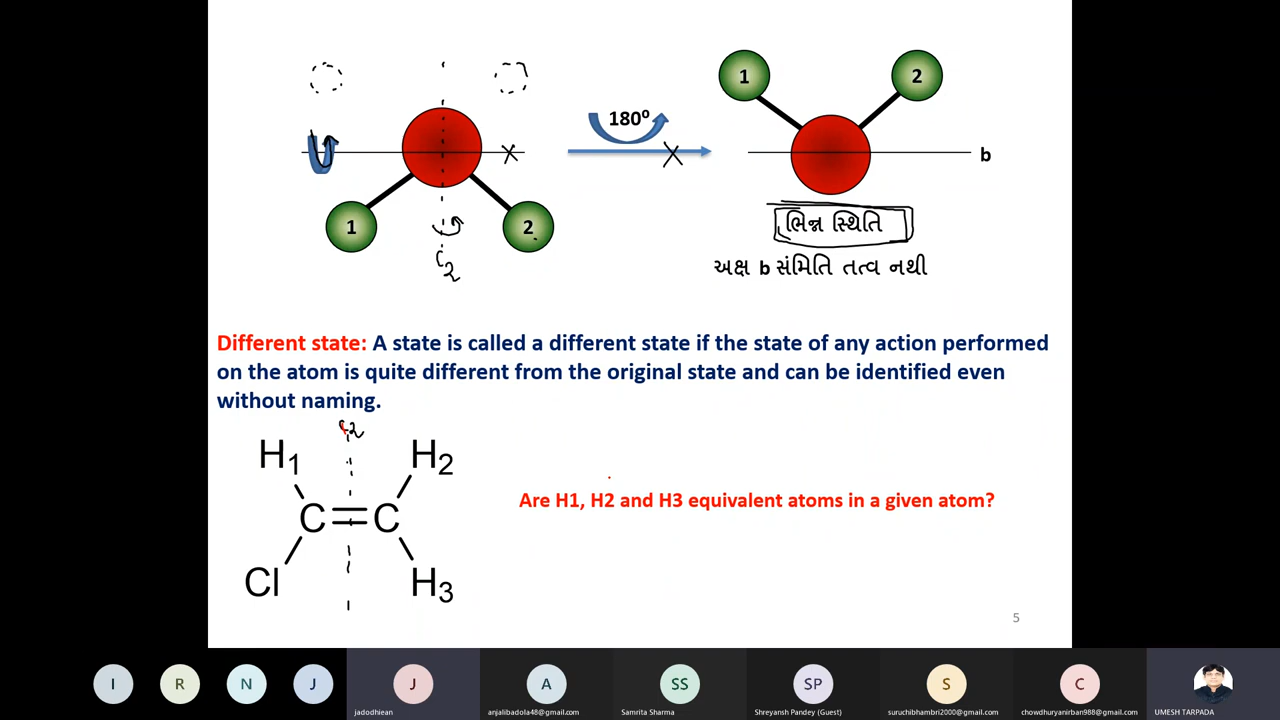 1
2
180⁰
1
2
b
C2
ભિન્ન સ્થિતિ
અક્ષ b સંમિતિ તત્વ નથી
Different state: A state is called a different state if the state of any action performed
on the atom is quite different from the original state and can be identified even
without naming.
C2
H1 H2
C=C
Cl H3
Are H1, H2 and H3 equivalent atoms in a given atom?
5
I R N J J A SS SP S C
jadodhiean anjalibadola48@gmail.com Samrita Sharma Shreyansh Pandey (Guest) suruchibhambri2000@gmail.com chowdhuryanirban988@gmail.com UMESH TARPADA